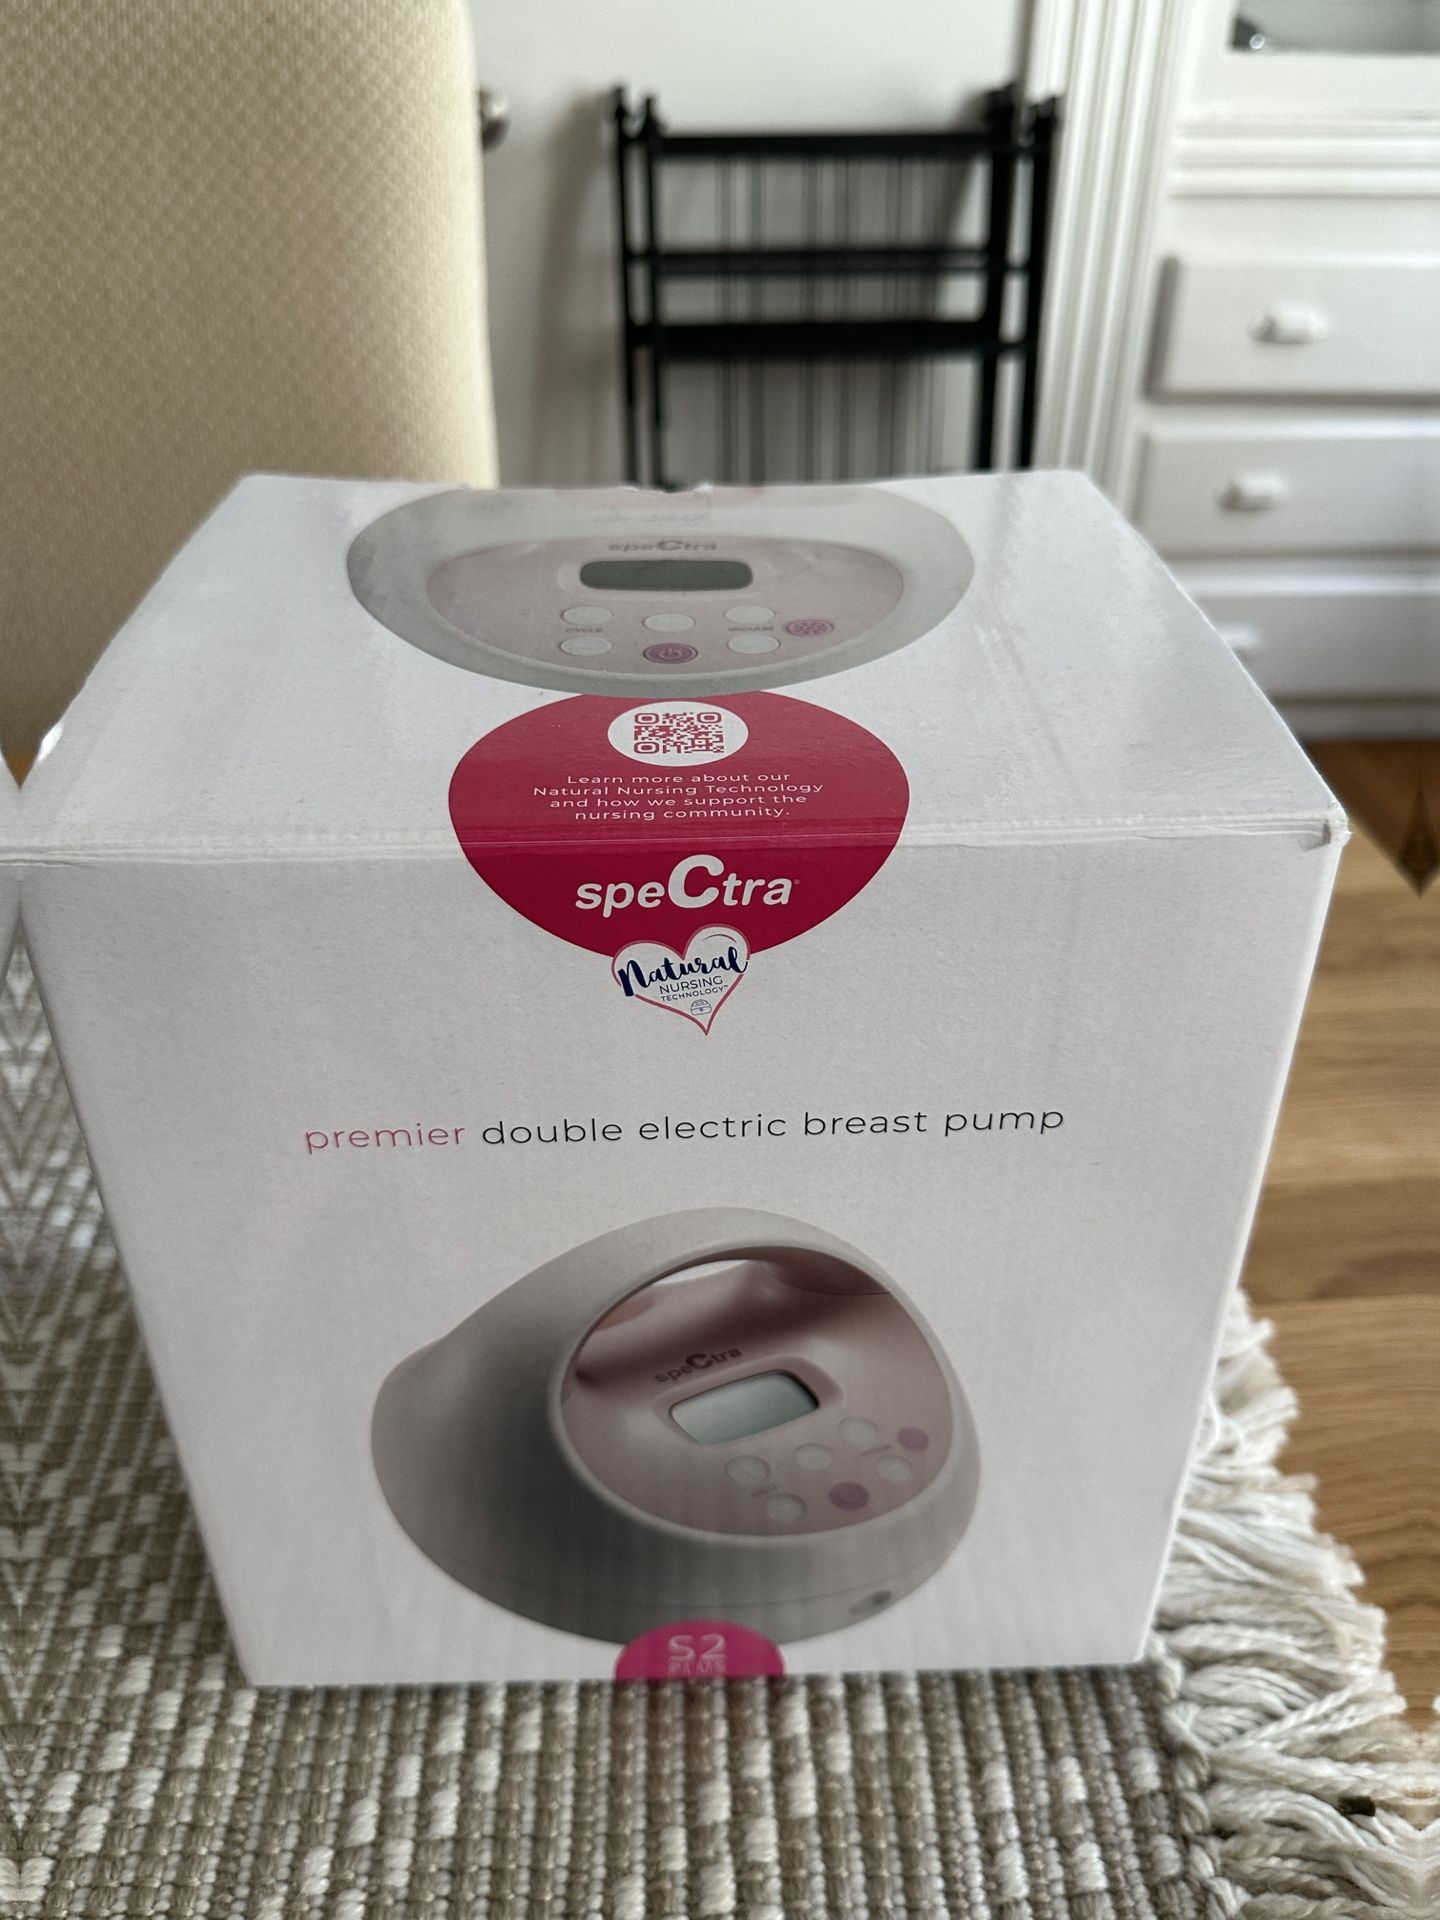 speCtra
CYCLE
VACUUM
Learn more about our
Natural Nursing Technology
and how we support the
nursing community.
speCtra
Natural
NURSING
TECHNOLOGY™
premier double electric breast pump
speCtra
S2